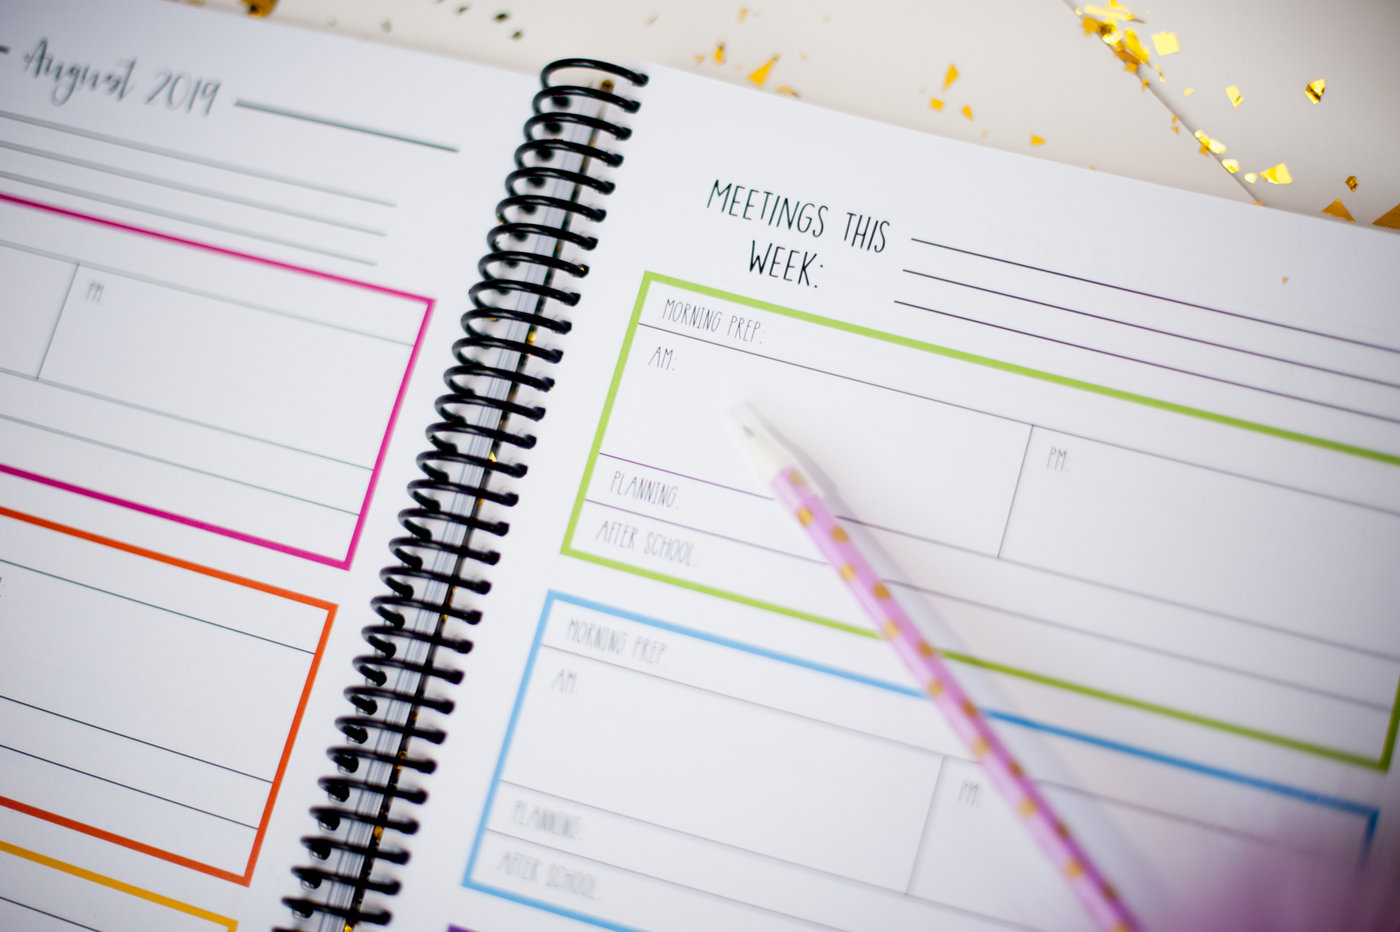 August 2019
PM
MEETINGS THIS
WEEK:
MORNING PREP:
AM:
PM:
PLANNING:
AFTER SCHOOL:
MORNING PREP:
AM:
PM:
PLANNING:
AFTER SCHOOL: